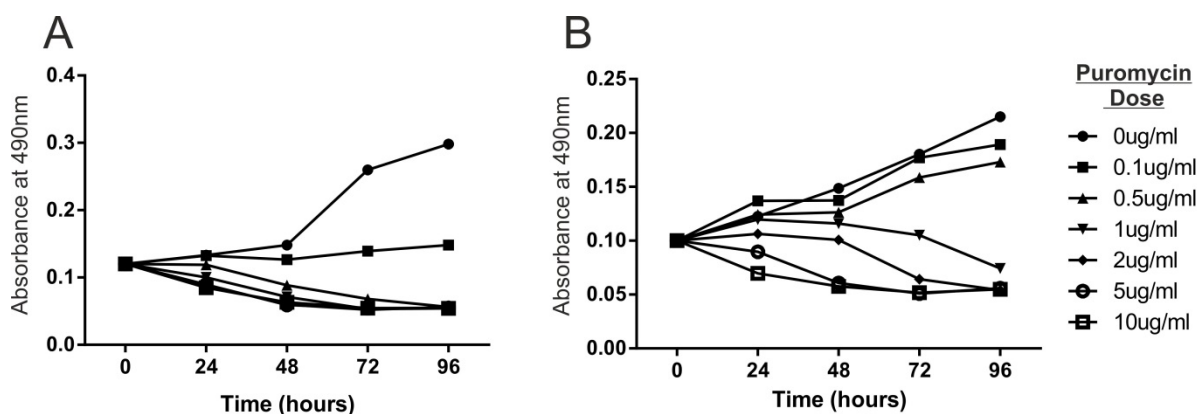 A
Absorbance at 490nm
0.4
0.3
0.2
0.1
0.0
0 24 48 72 96
Time (hours)
B
Absorbance at 490nm
0.25
0.20
0.15
0.10
0.05
0.00
0 24 48 72 96
Time (hours)
Puromycin
Dose
0ug/ml
0.1ug/ml
0.5ug/ml
1ug/ml
2ug/ml
5ug/ml
10ug/ml